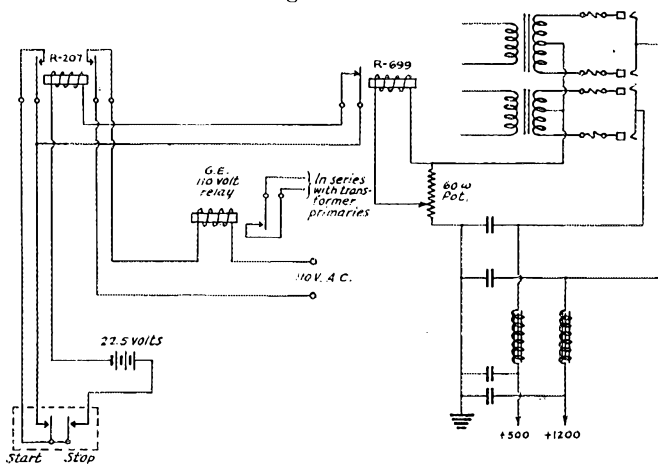 R-207
R-699
G.E.
110 volt
relay
In series
with trans-
former
primaries
60 ω
Pot.
110 V. A.C.
22.5 volts
+500 +1200
Start Stop